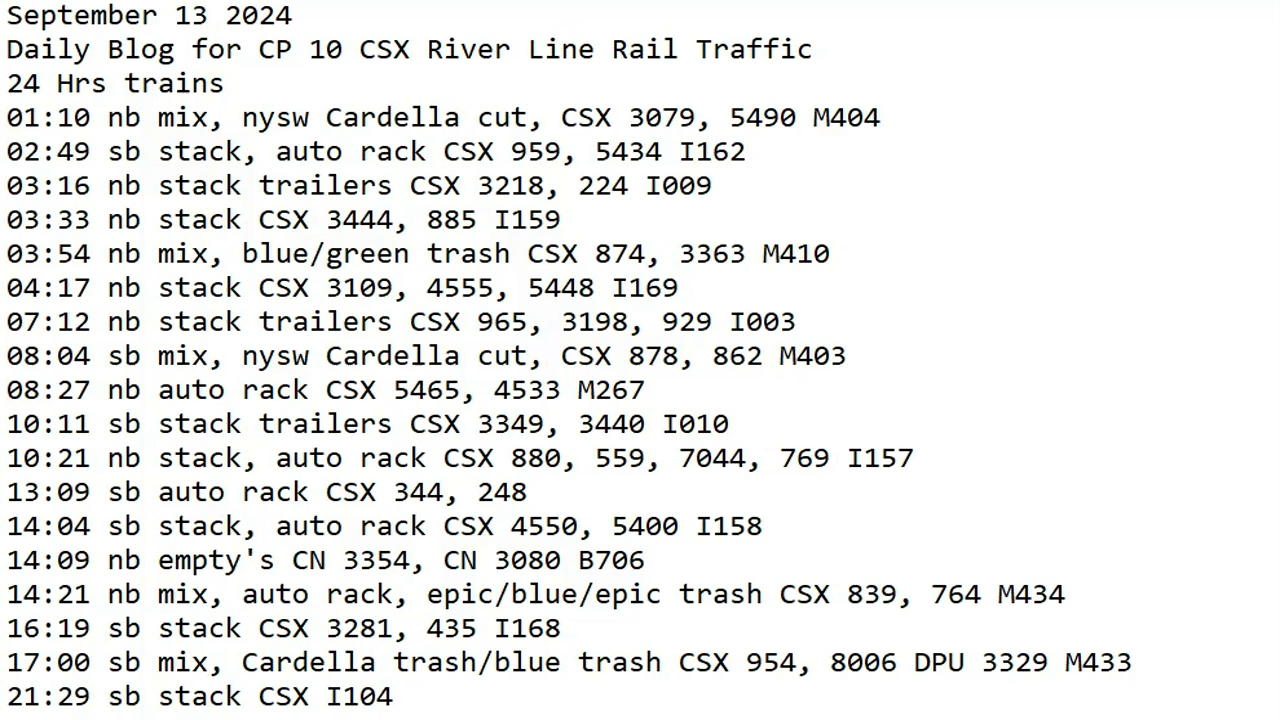 September 13 2024
Daily Blog for CP 10 CSX River Line Rail Traffic
24 Hrs trains
01:10 nb mix, nysw Cardella cut, CSX 3079, 5490 M404
02:49 sb stack, auto rack CSX 959, 5434 I162
03:16 nb stack trailers CSX 3218, 224 I009
03:33 nb stack CSX 3444, 885 I159
03:54 nb mix, blue/green trash CSX 874, 3363 M410
04:17 nb stack CSX 3109, 4555, 5448 I169
07:12 nb stack trailers CSX 965, 3198, 929 I003
08:04 sb mix, nysw Cardella cut, CSX 878, 862 M403
08:27 nb auto rack CSX 5465, 4533 M267
10:11 sb stack trailers CSX 3349, 3440 I010
10:21 nb stack, auto rack CSX 880, 559, 7044, 769 I157
13:09 sb auto rack CSX 344, 248
14:04 sb stack, auto rack CSX 4550, 5400 I158
14:09 nb empty's CN 3354, CN 3080 B706
14:21 nb mix, auto rack, epic/blue/epic trash CSX 839, 764 M434
16:19 sb stack CSX 3281, 435 I168
17:00 sb mix, Cardella trash/blue trash CSX 954, 8006 DPU 3329 M433
21:29 sb stack CSX I104